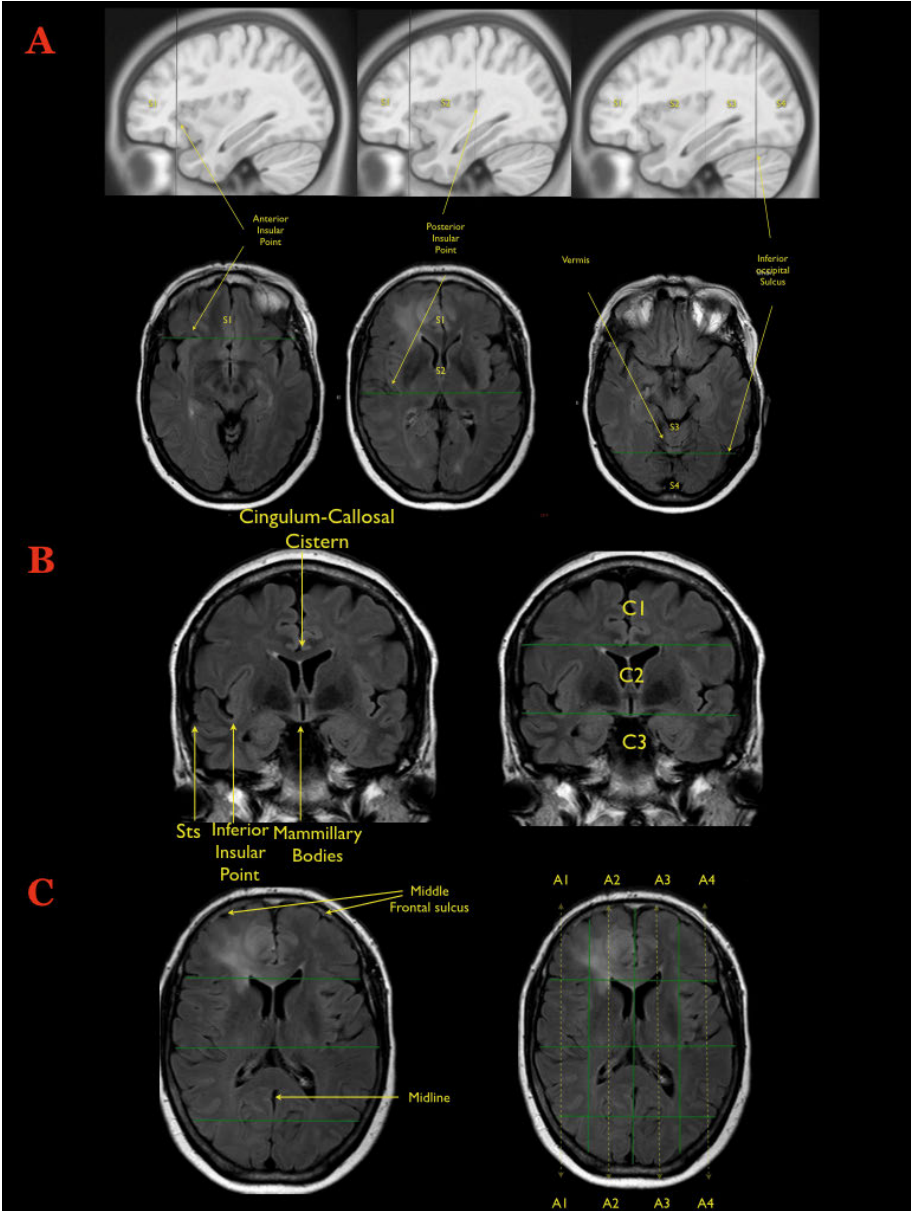 A
S1
S1
S2
S1
S2
S3
S4
Anterior
Insular
Point
Posterior
Insular
Point
Vermis
Inferior
occipital
Sulcus
S1
S1
S2
S3
S4
Cingulum-Callosal
Cistern
B
C1
C2
C3
Sts
Inferior
Insular
Point
Mammillary
Bodies
C
Middle
Frontal sulcus
Midline
A1 A2 A3 A4
A1 A2 A3 A4